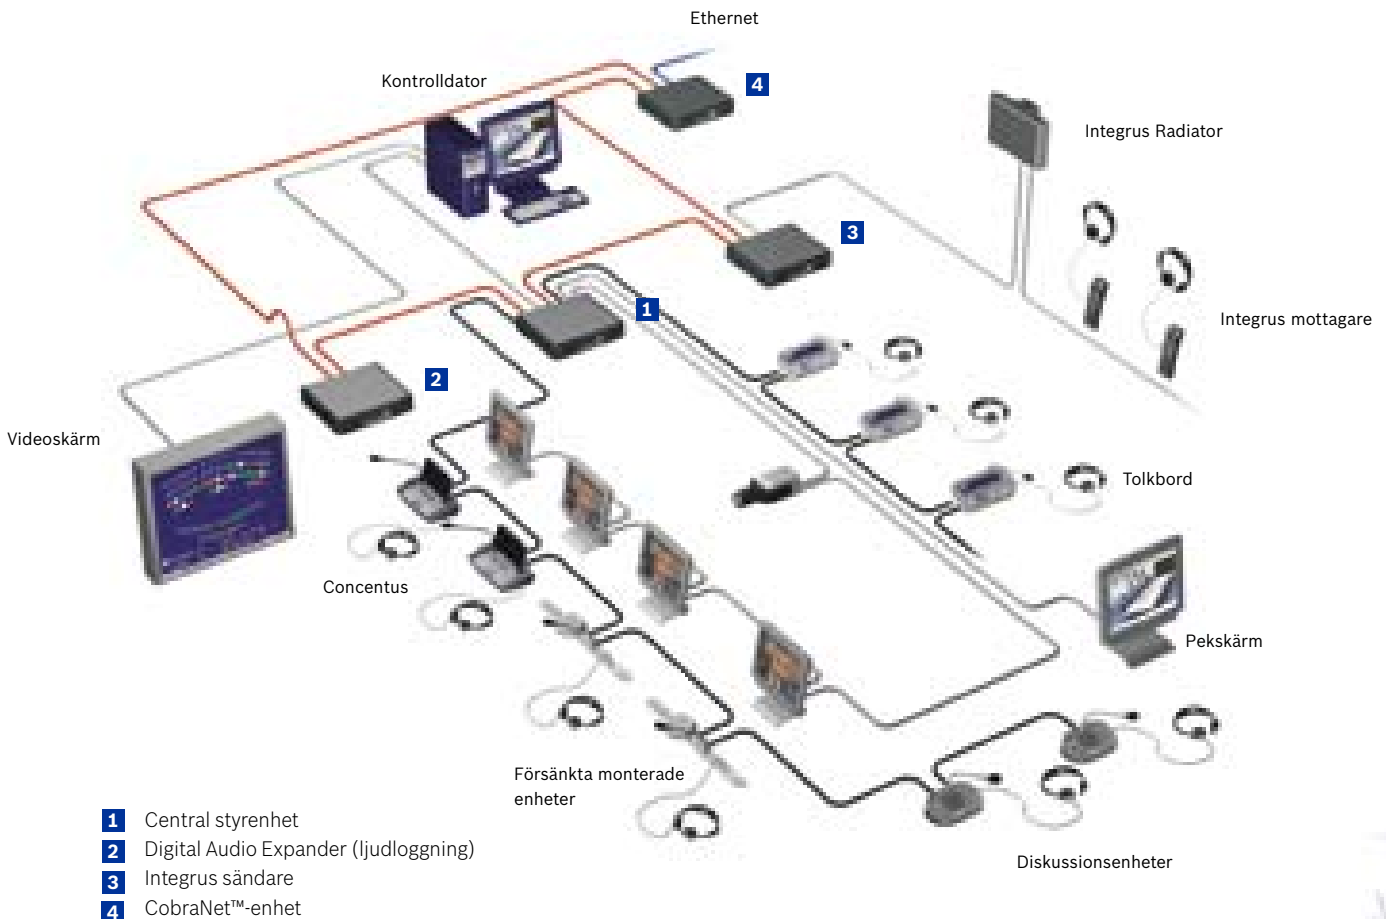 Ethernet
Kontrolldator
4
Integrus Radiator
3
1
Integrus mottagare
2
Videoskärm
Tolkbord
Concentus
Pekskärm
Försänkta monterade
enheter
Diskussionsenheter
1 Central styrenhet
2 Digital Audio Expander (ljudloggning)
3 Integrus sändare
4 CobraNet™-enhet